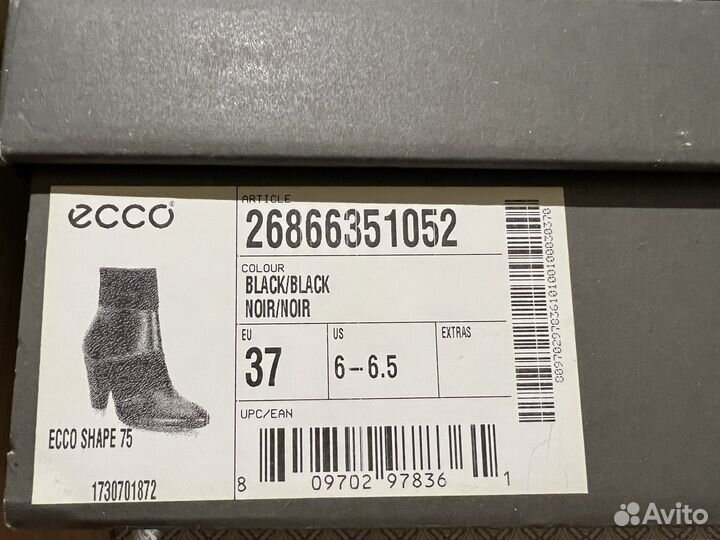 ecco®
ARTICLE
26866351052
COLOUR
BLACK/BLACK
NOIR/NOIR
EU
37
US
6-6.5
EXTRAS
UPC/EAN
8 09702 97836 1
ECCO SHAPE 75
1730701872
80970297836101001000030370
Avito